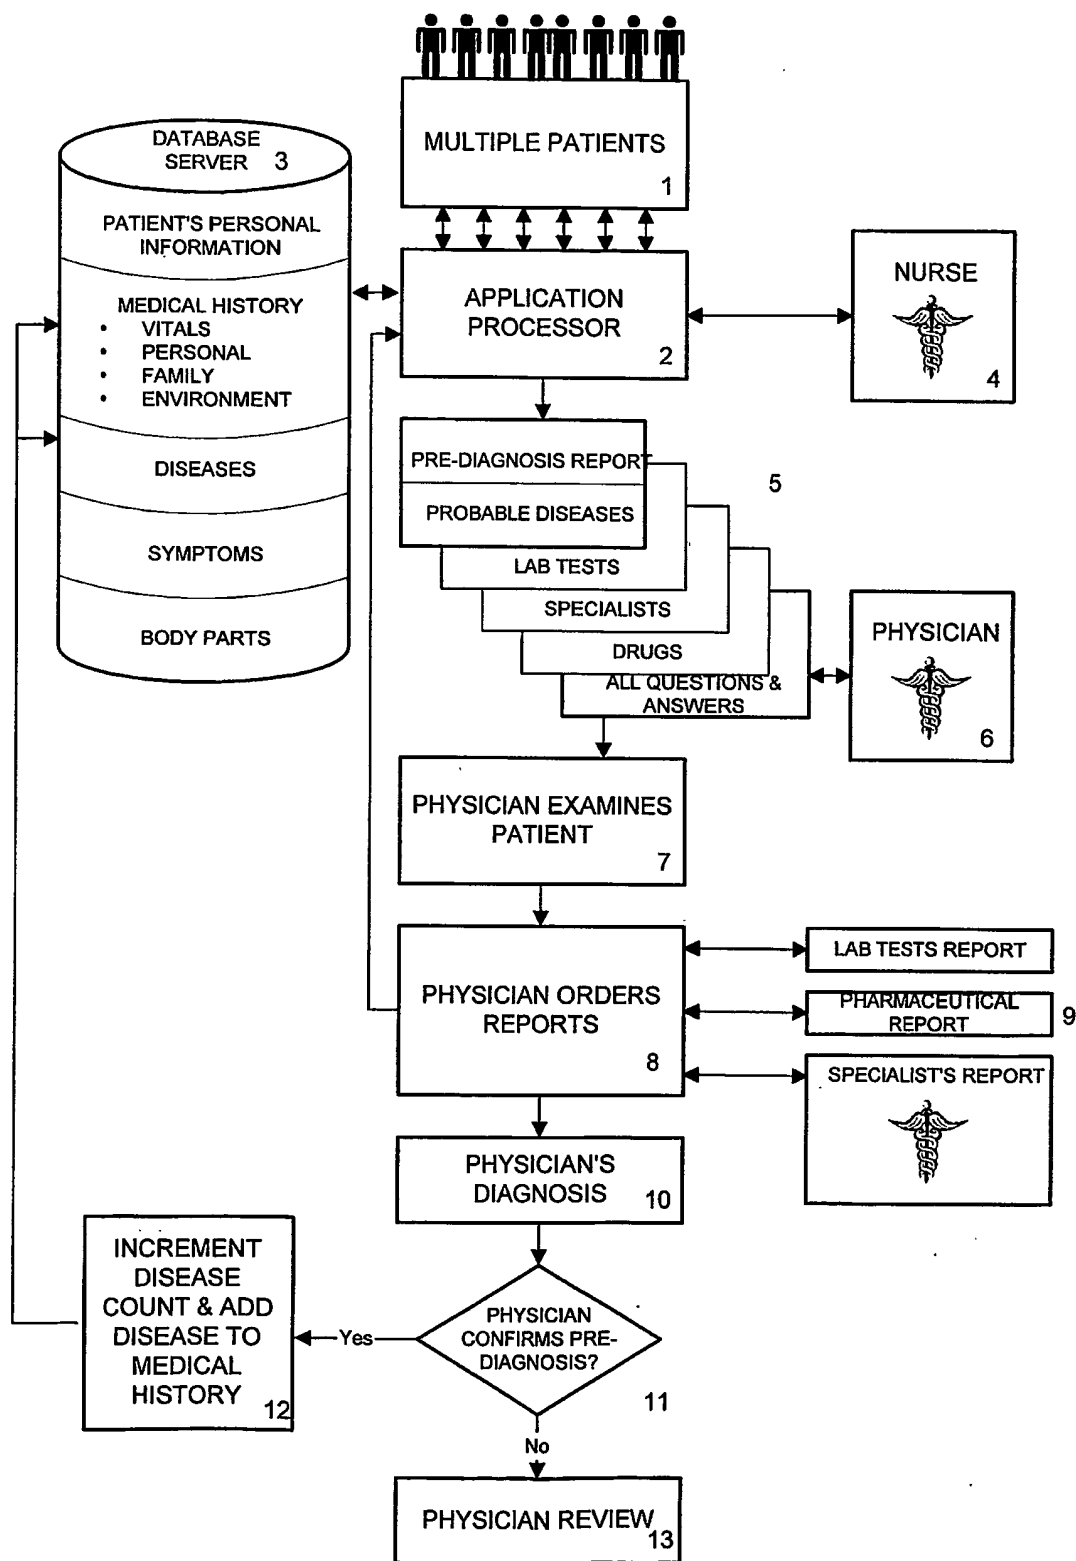 MULTIPLE PATIENTS
1
DATABASE
SERVER 3
PATIENT'S PERSONAL
INFORMATION
MEDICAL HISTORY
• VITALS
• PERSONAL
• FAMILY
• ENVIRONMENT
DISEASES
SYMPTOMS
BODY PARTS
APPLICATION
PROCESSOR
2
NURSE
4
PRE-DIAGNOSIS REPORT
PROBABLE DISEASES
LAB TESTS
SPECIALISTS
DRUGS
ALL QUESTIONS &
ANSWERS
5
PHYSICIAN
6
PHYSICIAN EXAMINES
PATIENT
7
PHYSICIAN ORDERS
REPORTS
8
LAB TESTS REPORT
PHARMACEUTICAL
REPORT
9
SPECIALIST'S REPORT
PHYSICIAN'S
DIAGNOSIS
10
PHYSICIAN
CONFIRMS PRE-
DIAGNOSIS?
11
Yes
INCREMENT
DISEASE
COUNT & ADD
DISEASE TO
MEDICAL
HISTORY
12
No
PHYSICIAN REVIEW
13